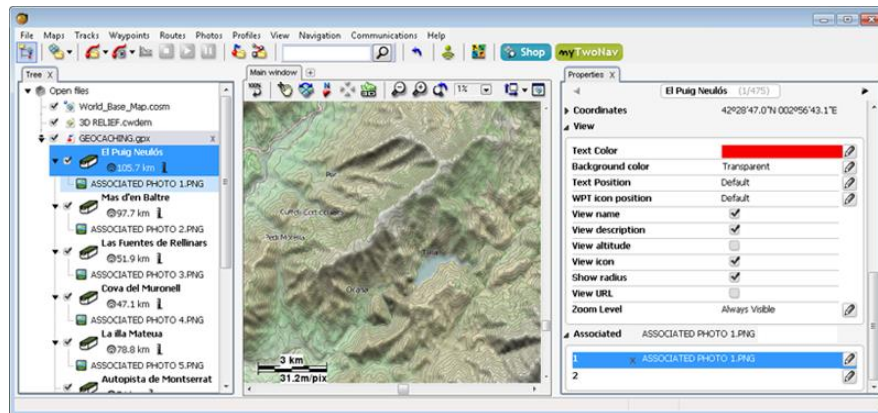 File Maps Tracks Waypoints Routes Photos Profiles View Navigation Communications Help
Shop
myTwoNav
Tree X
Open files
World_Base_Map.cosm
3D RELIEF.cwdem
GEOCACHING.gpx X
El Puig Neulós
105.7 km
ASSOCIATED PHOTO 1.PNG
Mas d'en Baltre
97.7 km
ASSOCIATED PHOTO 2.PNG
Las Fuentes de Rellinars
51.9 km
ASSOCIATED PHOTO 3.PNG
Cova del Muronell
47.1 km
ASSOCIATED PHOTO 4.PNG
La illa Mateua
78.8 km
ASSOCIATED PHOTO 5.PNG
Autopista de Montserrat
Main window
100%
N
1%
3 km
31.2m/pix
Properties X
El Puig Neulós (1/475)
Coordinates 42º28'47.0"N 002º56'43.1"E
View
Text Color
Background color Transparent
Text Position Default
WPT icon position Default
View name
View description
View altitude
View icon
Show radius
View URL
Zoom Level Always Visible
Associated ASSOCIATED PHOTO 1.PNG
1 x ASSOCIATED PHOTO 1.PNG
2